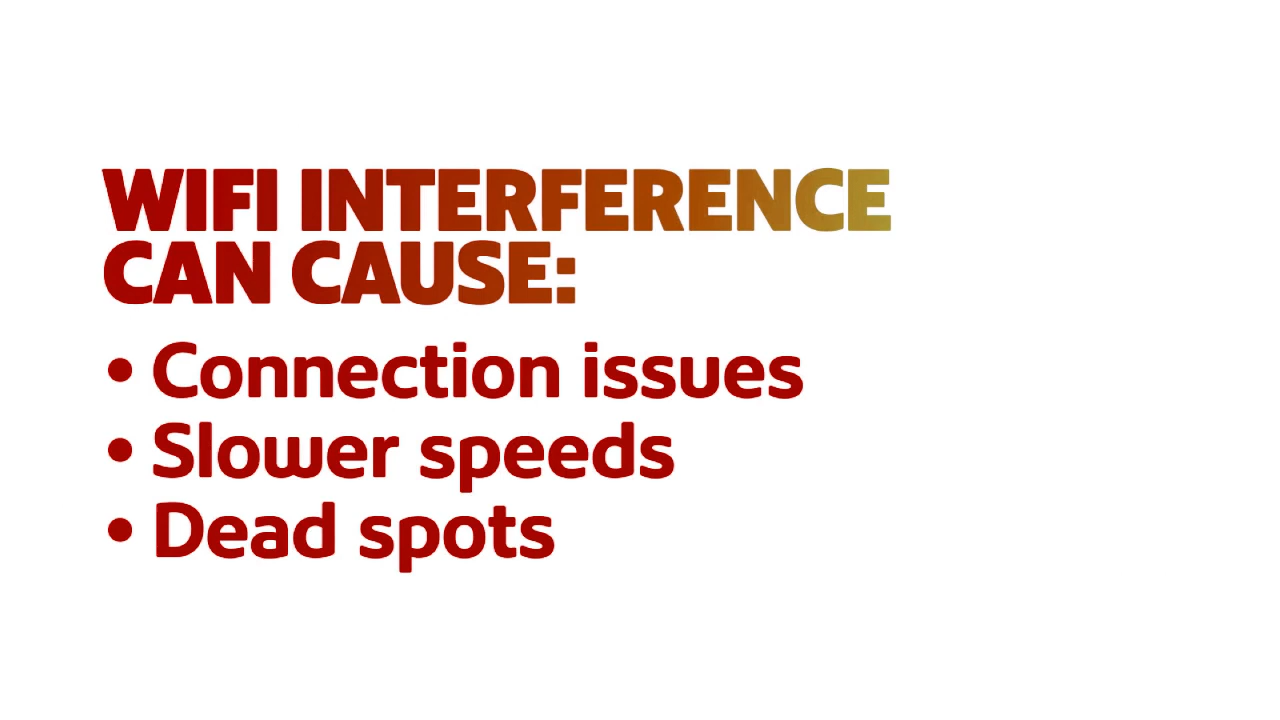 WIFI INTERFERENCE
CAN CAUSE:
• Connection issues
• Slower speeds
• Dead spots